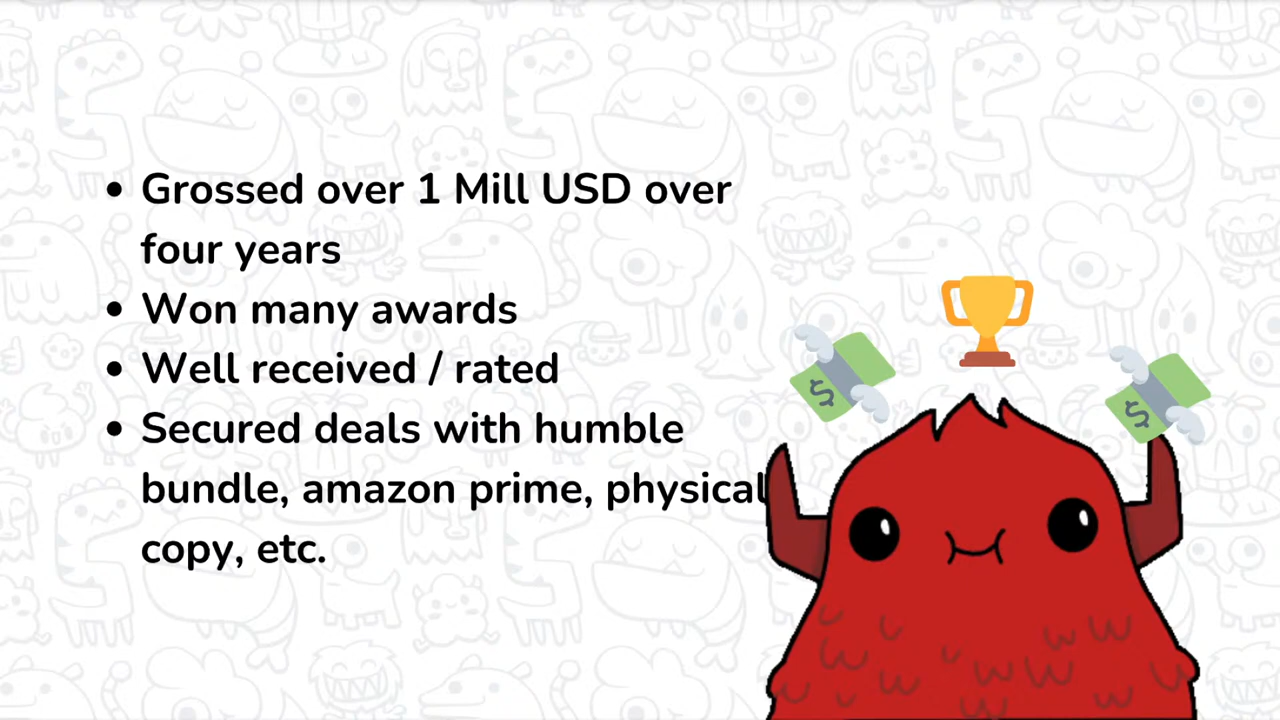 • Grossed over 1 Mill USD over
four years
• Won many awards
• Well received / rated
• Secured deals with humble
bundle, amazon prime, physical
copy, etc.
$
$